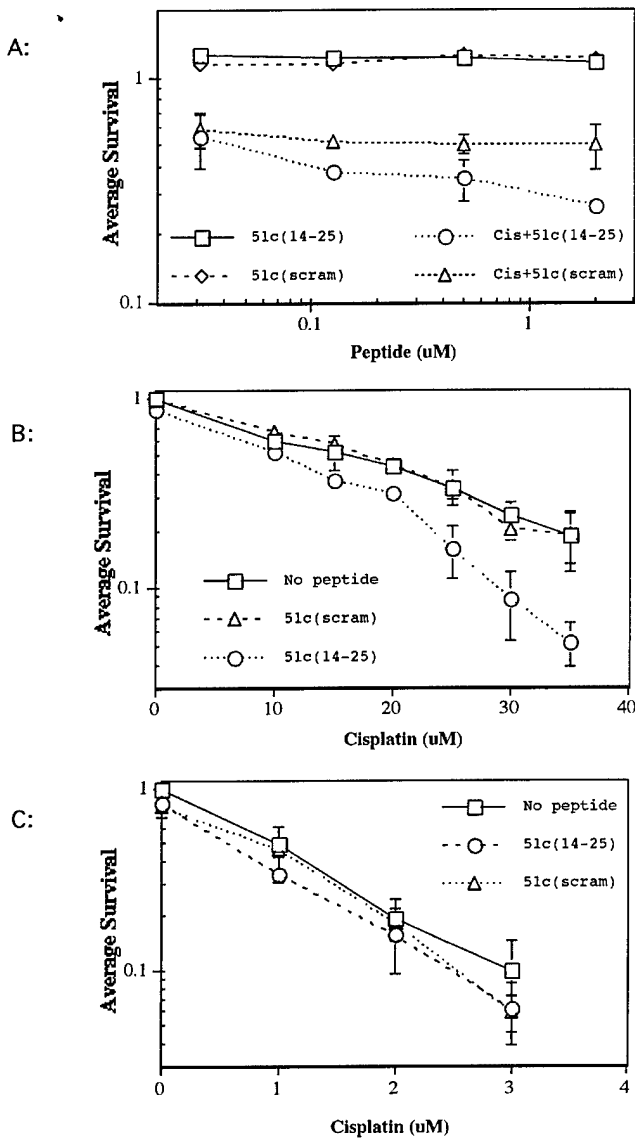 A:
Average Survival
1
0.1
51c(14-25)
51c(scram)
Cis+51c(14-25)
Cis+51c(scram)
0.1
1
Peptide (uM)
B:
Average Survival
1
0.1
No peptide
51c(scram)
51c(14-25)
0
10
20
30
40
Cisplatin (uM)
C:
Average Survival
1
0.1
No peptide
51c(14-25)
51c(scram)
0
1
2
3
4
Cisplatin (uM)